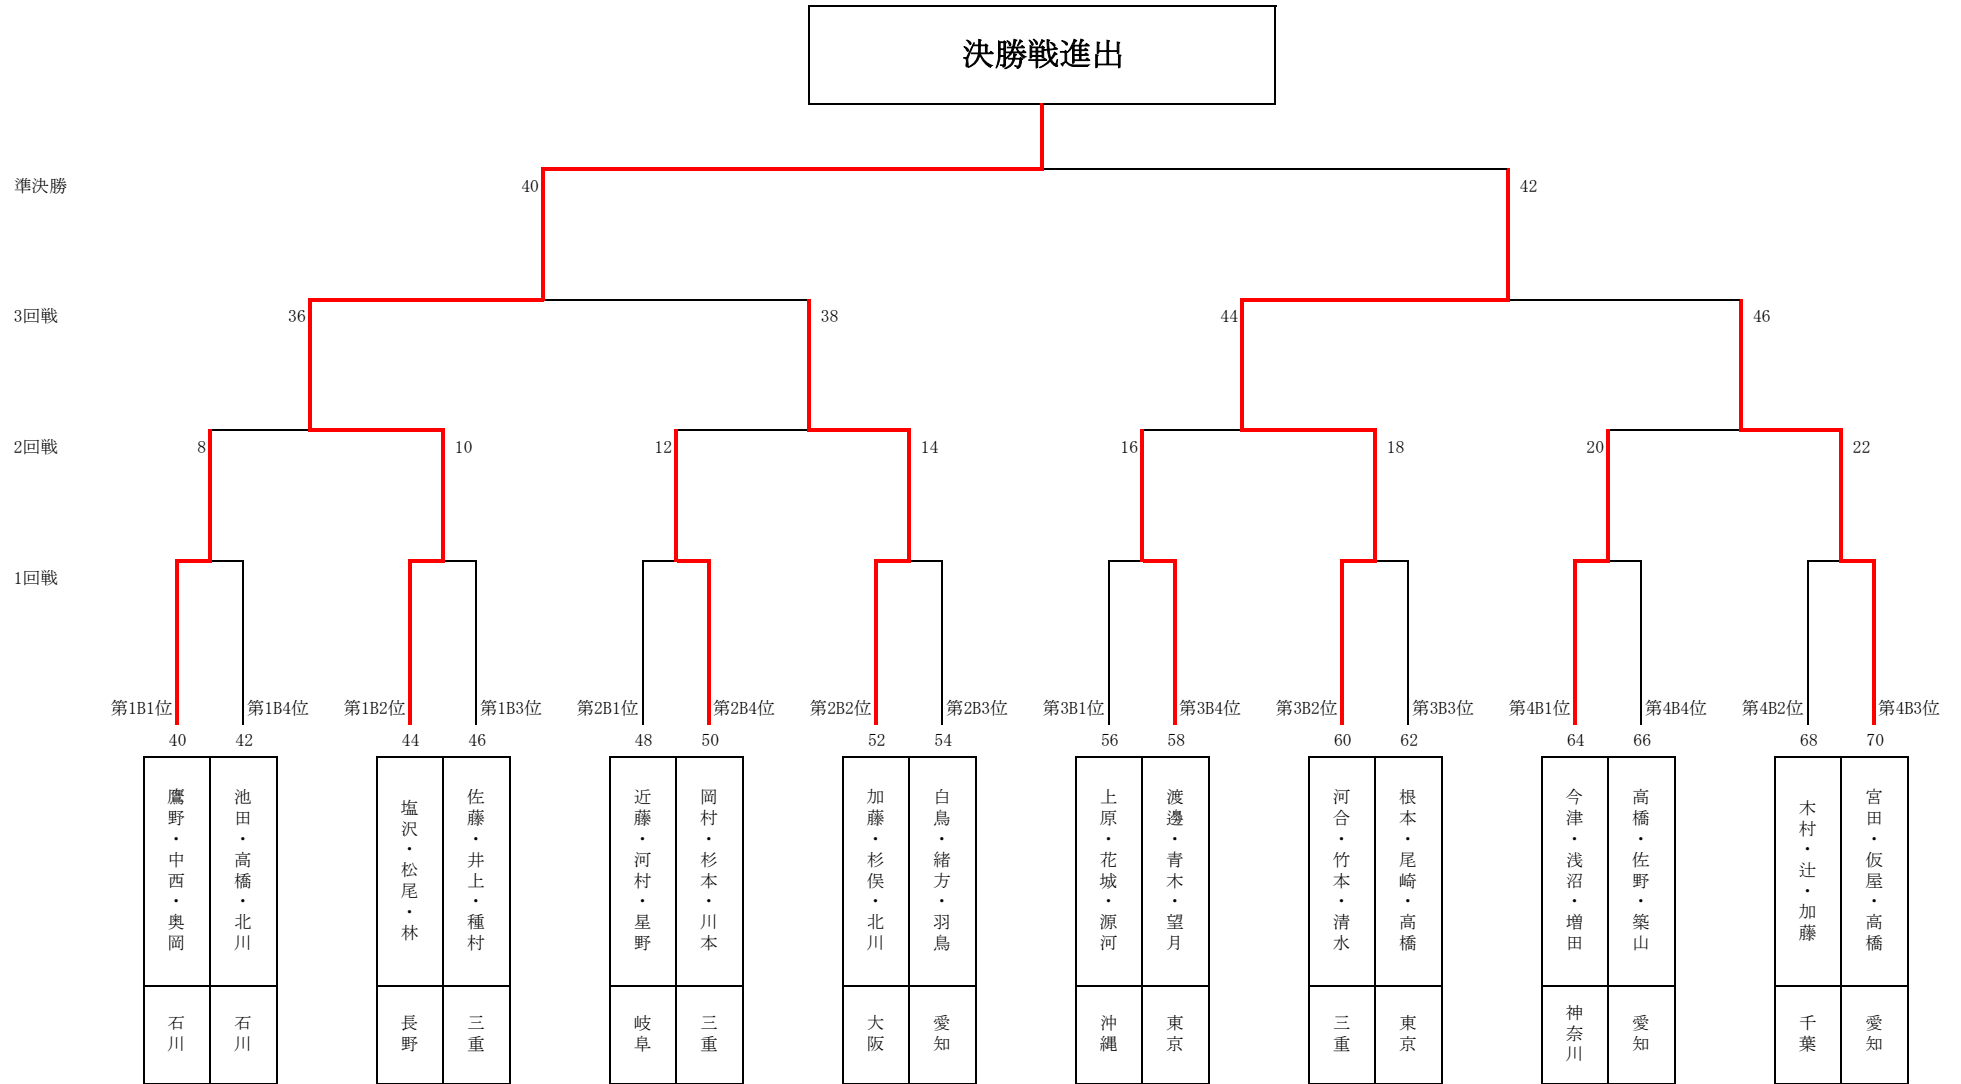 決勝戦進出
準決勝 40 42
3回戦 36 38 44 46
2回戦 8 10 12 14 16 18 20 22
1回戦
第1B1位 第1B4位 第1B2位 第1B3位 第2B1位 第2B4位 第2B2位 第2B3位 第3B1位 第3B4位 第3B2位 第3B3位 第4B1位 第4B4位 第4B2位 第4B3位
40 42 44 46 48 50 52 54 56 58 60 62 64 66 68 70
鷹野・中西・奥岡
池田・高橋・北川
塩沢・松尾・林
佐藤・井上・種村
近藤・河村・星野
岡村・杉本・川本
加藤・杉俣・北川
白鳥・緒方・羽鳥
上原・花城・源河
渡邊・青木・望月
河合・竹本・清水
根本・尾崎・高橋
今津・浅沼・増田
高橋・佐野・築山
木村・辻・加藤
宮田・仮屋・高橋
石川
石川
長野
三重
岐阜
三重
大阪
愛知
沖縄
東京
三重
東京
神奈川
愛知
千葉
愛知